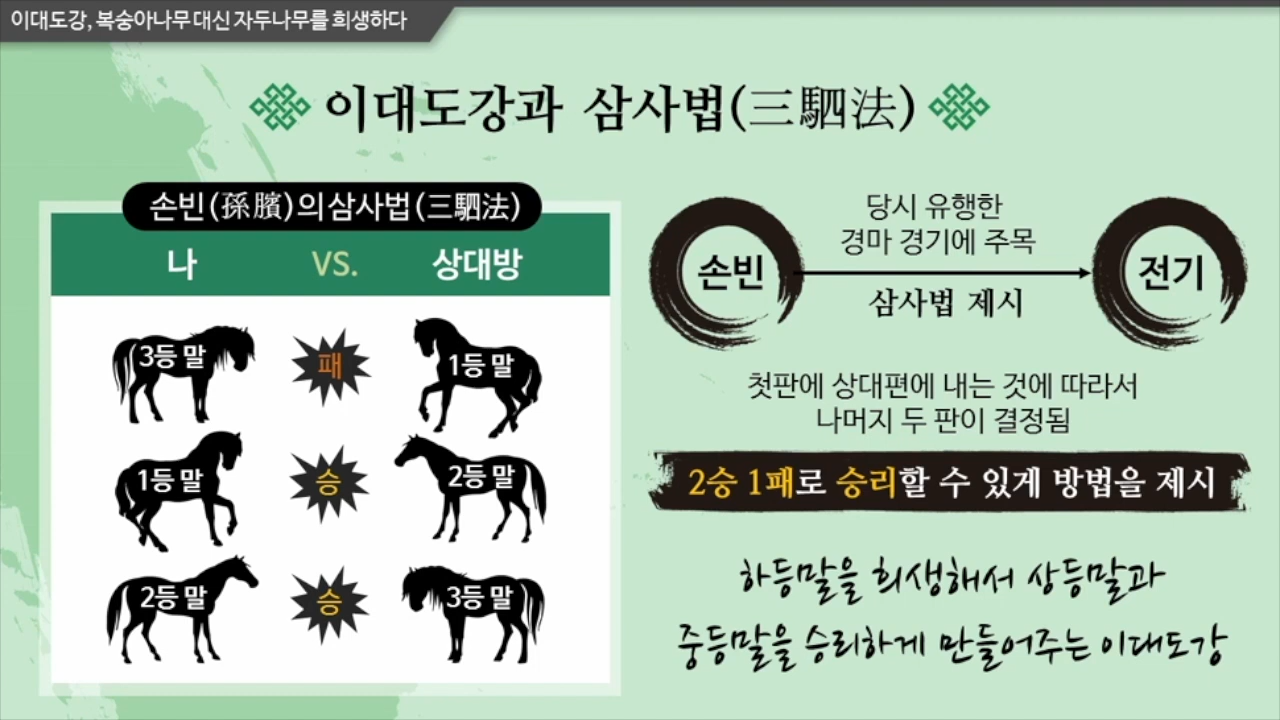 이대도강, 복숭아나무 대신 자두나무를 희생하다
이대도강과 삼사법(三駟法)
손빈(孫臏)의 삼사법(三駟法)
나 VS. 상대방
3등 말 패 1등 말
1등 말 승 2등 말
2등 말 승 3등 말
당시 유행한
경마 경기에 주목
손빈 전기
삼사법 제시
첫판에 상대편에 내는 것에 따라서
나머지 두 판이 결정됨
2승 1패로 승리할 수 있게 방법을 제시
하등말을 희생해서 상등말과
중등말을 승리하게 만들어주는 이대도강